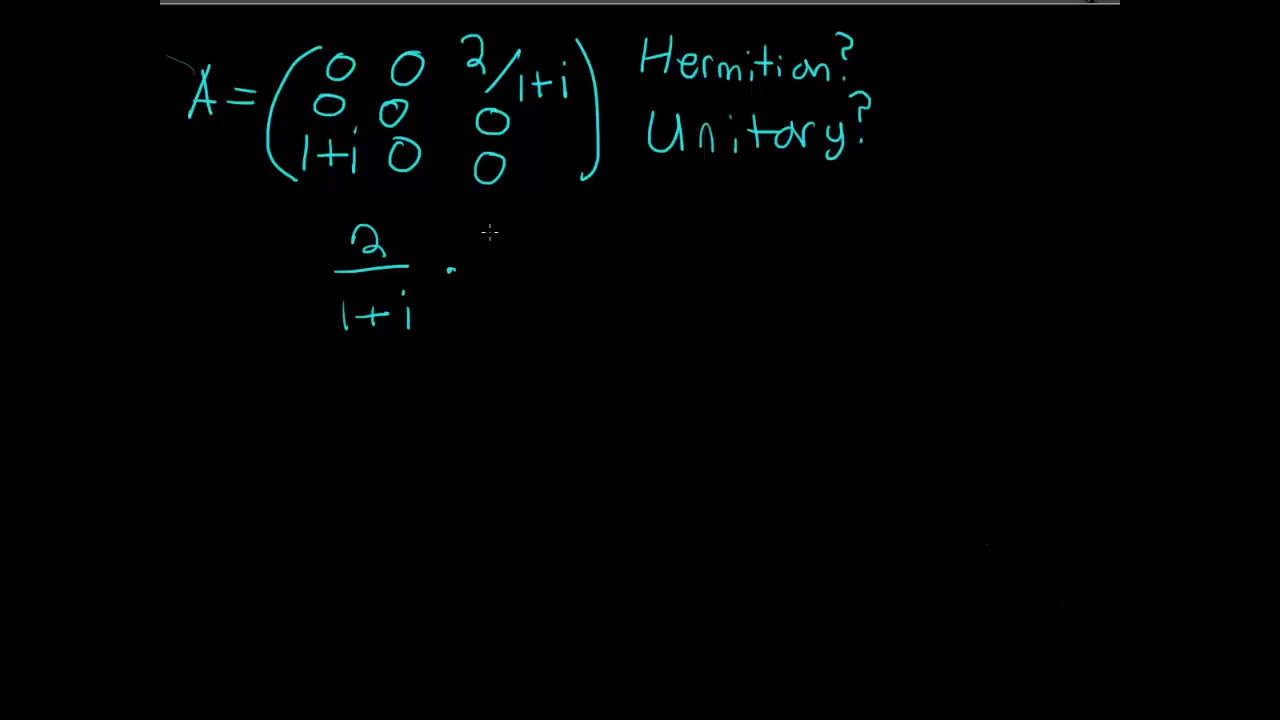 A = ( 0 0 2/1+i ) Hermitian?
0 0 0 Unitary?
1+i 0 0
2
1+i ·